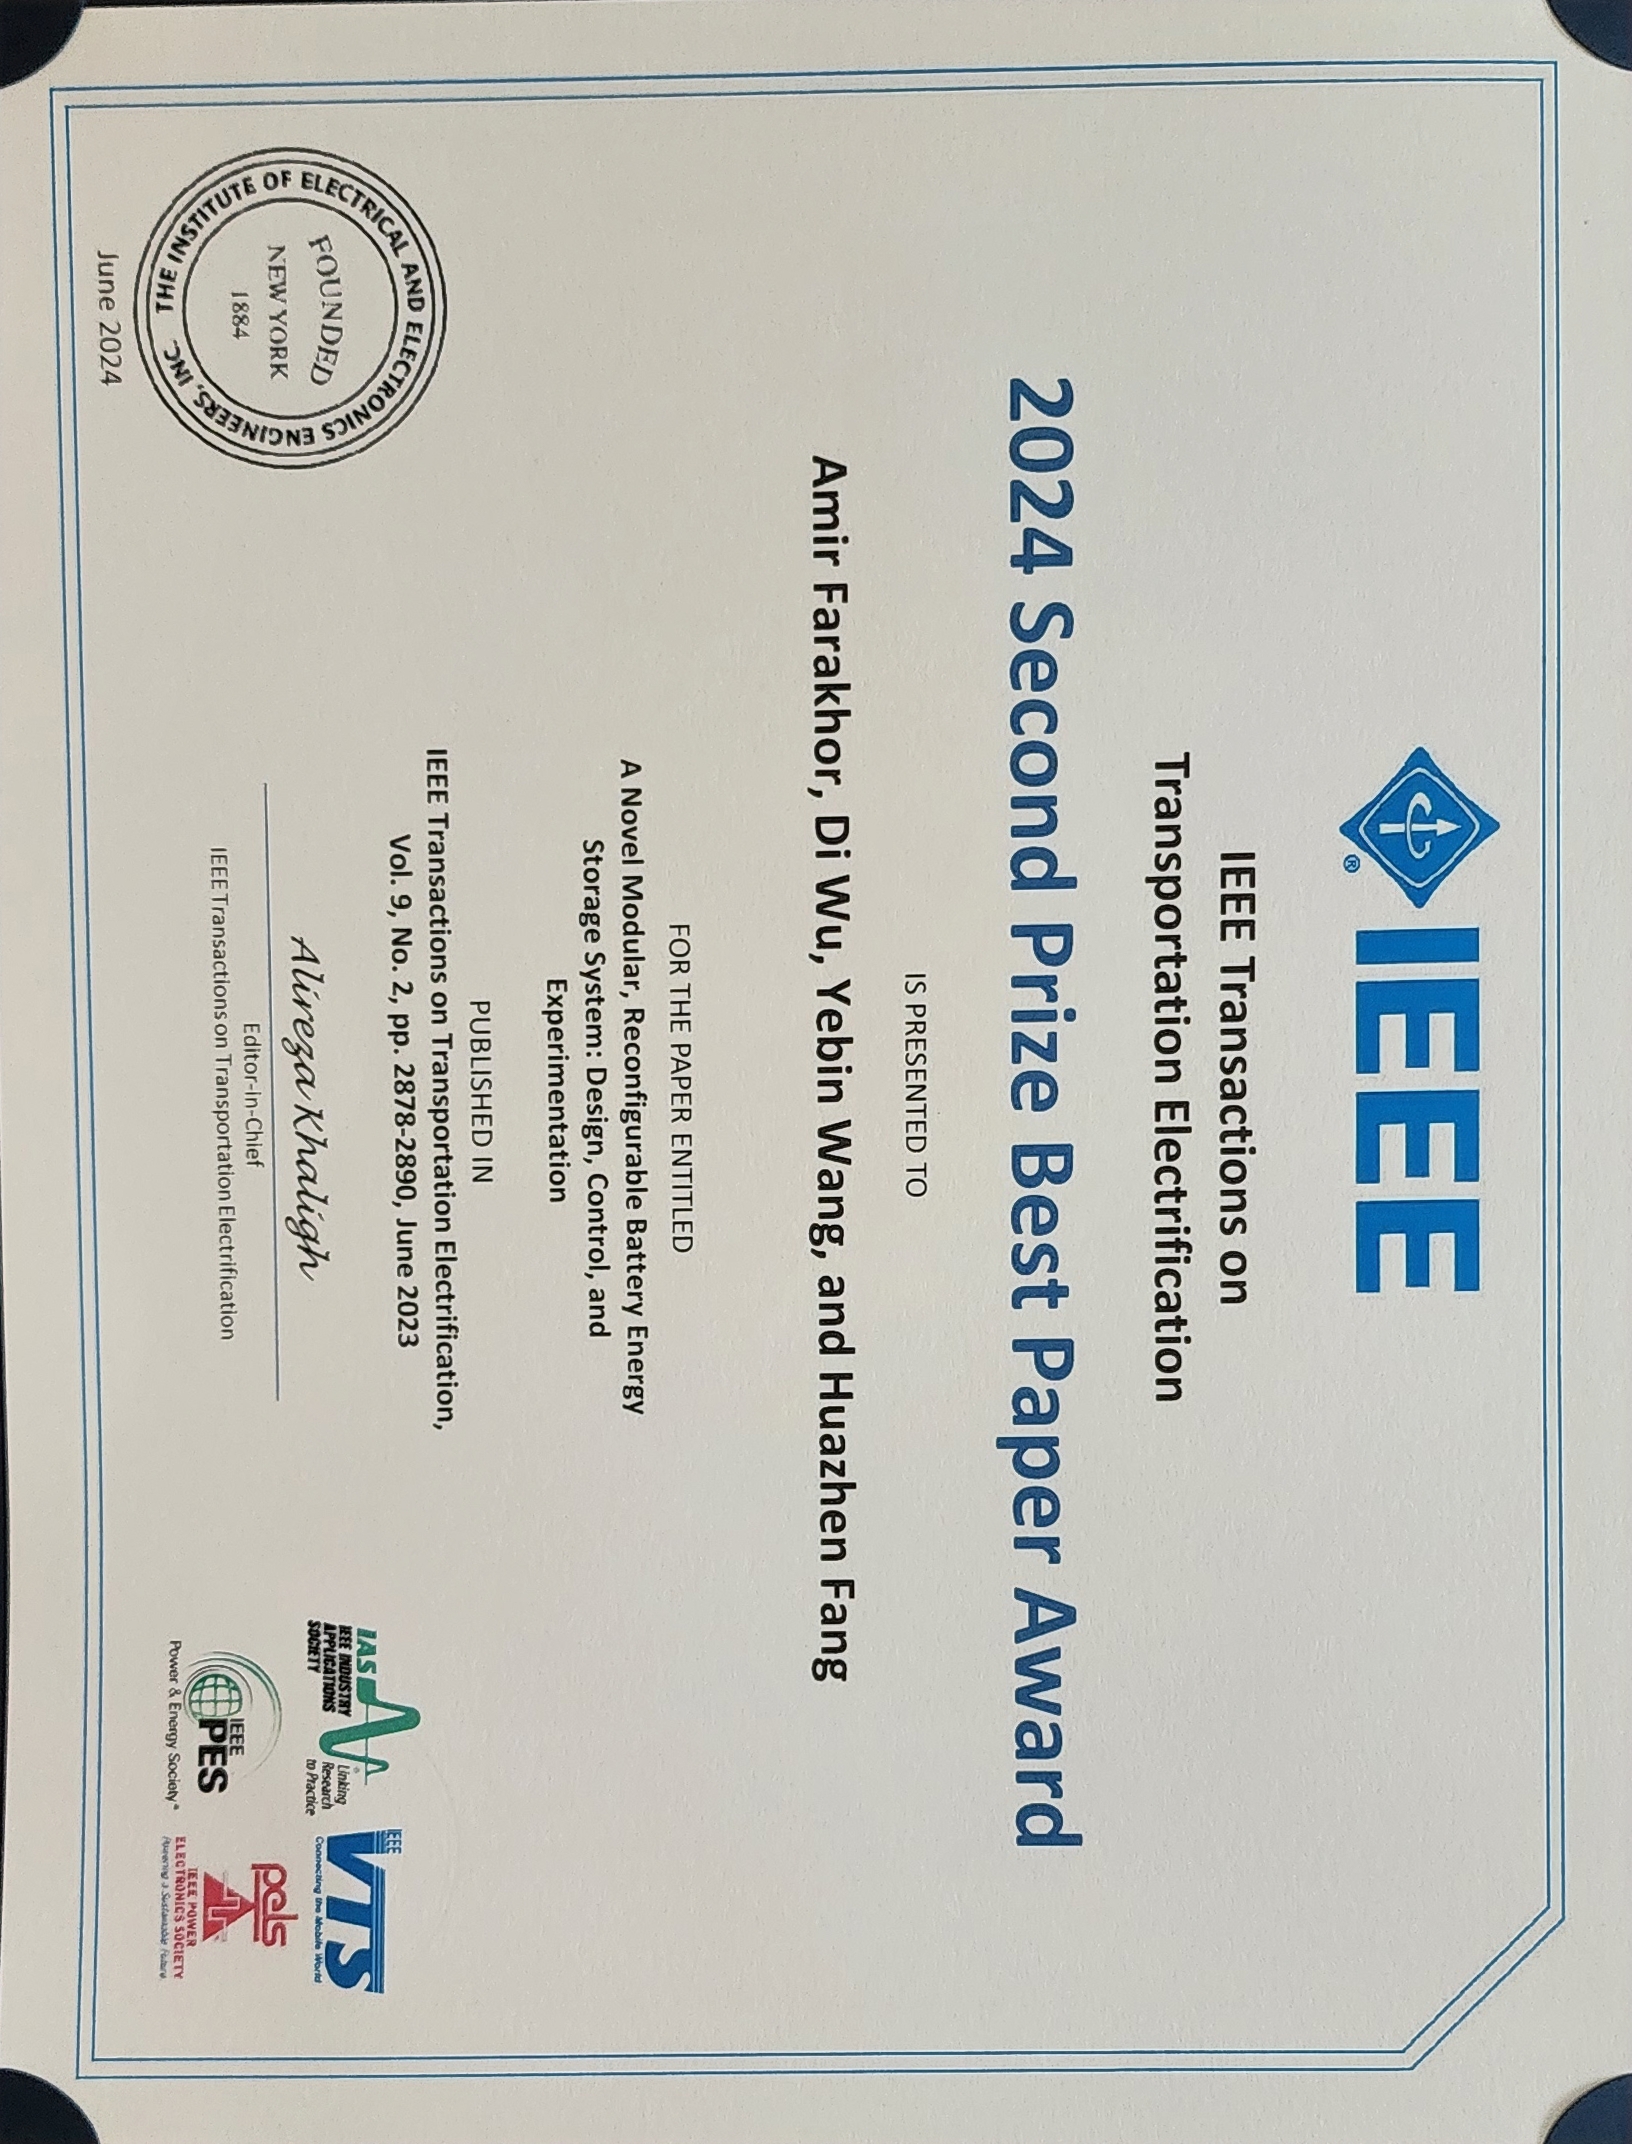 IEEE
®
IEEE Transactions on
Transportation Electrification
2024 Second Prize Best Paper Award
IS PRESENTED TO
Amir Farakhor, Di Wu, Yebin Wang, and Huazhen Fang
FOR THE PAPER ENTITLED
A Novel Modular, Reconfigurable Battery Energy
Storage System: Design, Control, and
Experimentation
PUBLISHED IN
IEEE Transactions on Transportation Electrification,
Vol. 9, No. 2, pp. 2878-2890, June 2023
Alireza Khaligh
Editor-in-Chief
IEEE Transactions on Transportation Electrification
THE INSTITUTE OF ELECTRICAL AND ELECTRONICS ENGINEERS, INC.
FOUNDED
NEW YORK
1884
June 2024
IAS
IEEE INDUSTRY
APPLICATIONS
SOCIETY
Linking
Research
to Practice
IEEE
VTS
Connecting the Mobile World
IEEE
PES
Power & Energy Society®
pels
IEEE POWER
ELECTRONICS SOCIETY
Powering a Sustainable Future